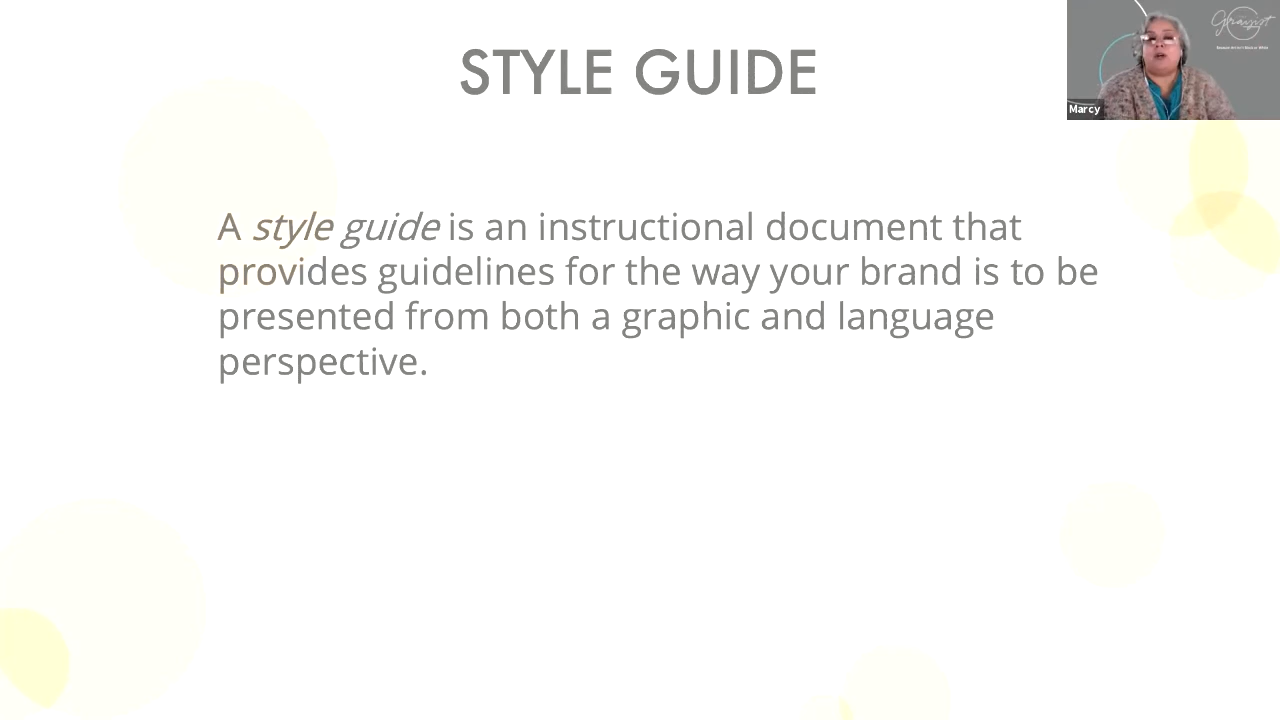 STYLE GUIDE
A style guide is an instructional document that
provides guidelines for the way your brand is to be
presented from both a graphic and language
perspective.
Marcy